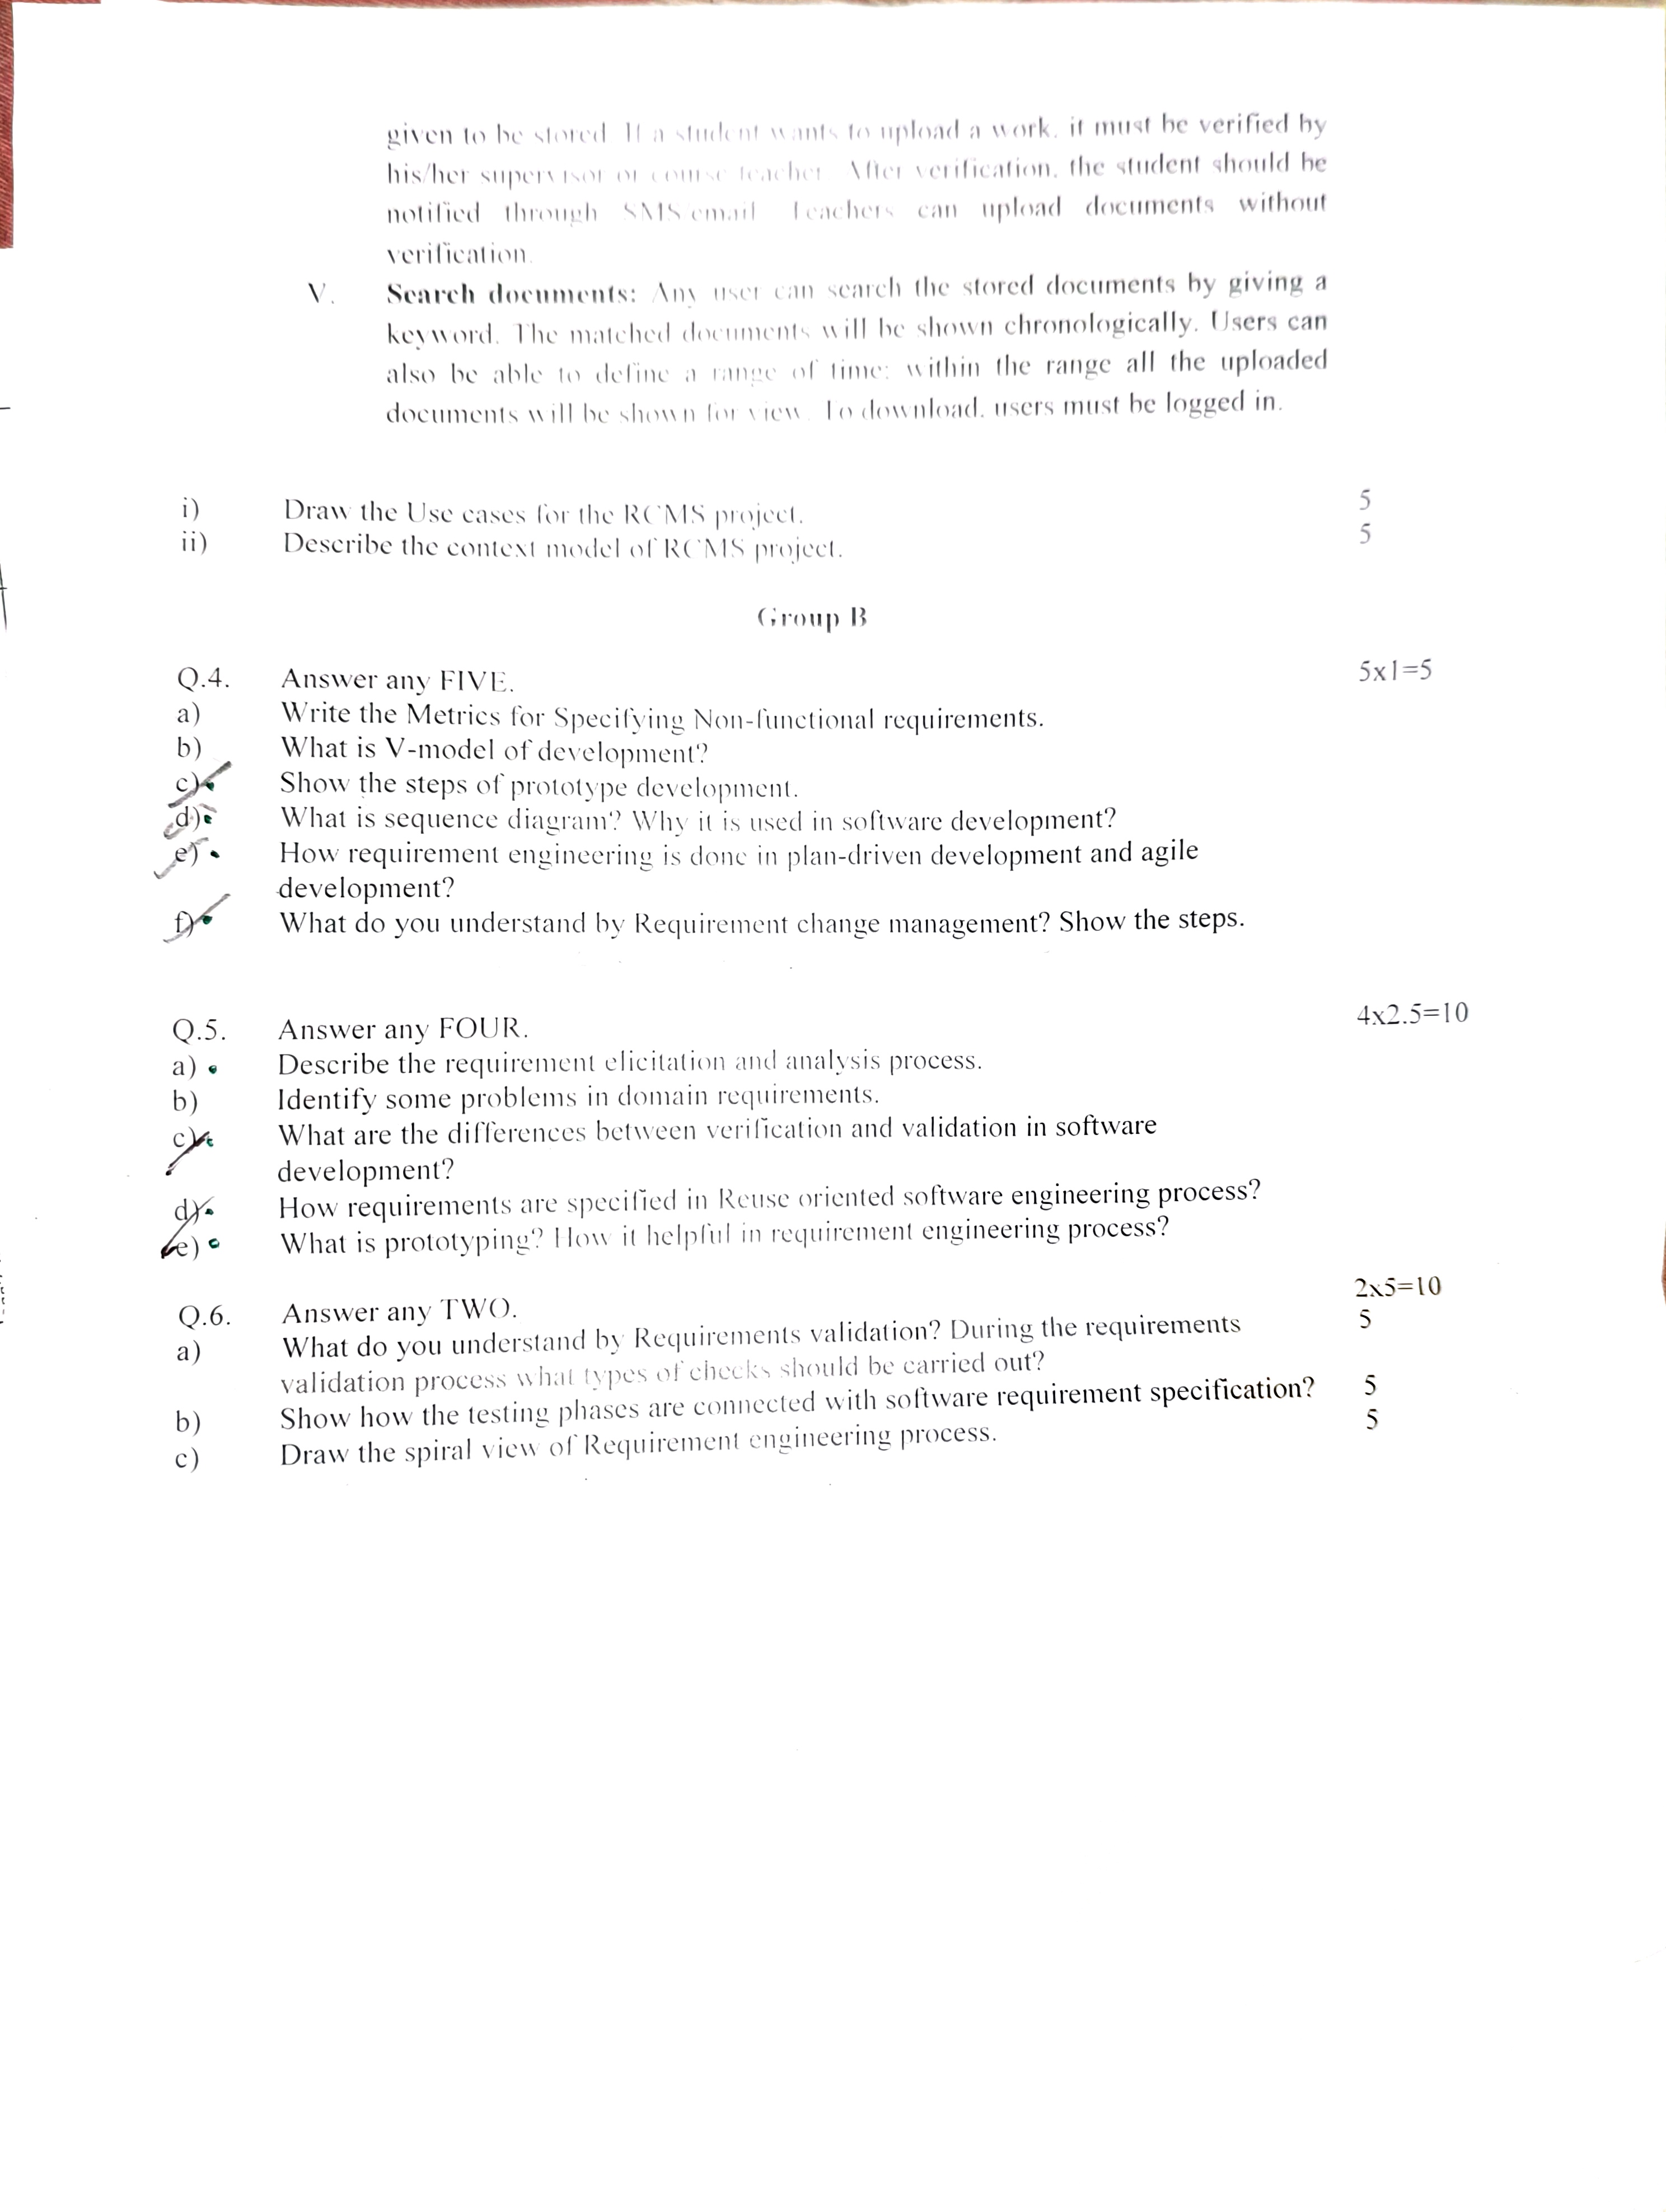 given to be stored. If a student wants to upload a work, it must be verified by
his/her supervisor or course teacher. After verification, the student should be
notified through SMS/email. Teachers can upload documents without
verification.
V. Search documents: Any user can search the stored documents by giving a
keyword. The matched documents will be shown chronologically. Users can
also be able to define a range of time; within the range all the uploaded
documents will be shown for view. To download, users must be logged in.
i) Draw the Use cases for the RCMS project. 5
ii) Describe the context model of RCMS project. 5
Group B
Q.4. Answer any FIVE. 5x1=5
a) Write the Metrics for Specifying Non-functional requirements.
b) What is V-model of development?
c) Show the steps of prototype development.
d) What is sequence diagram? Why it is used in software development?
e) How requirement engineering is done in plan-driven development and agile
development?
f) What do you understand by Requirement change management? Show the steps.
Q.5. Answer any FOUR. 4x2.5=10
a) Describe the requirement elicitation and analysis process.
b) Identify some problems in domain requirements.
c) What are the differences between verification and validation in software
development?
d) How requirements are specified in Reuse oriented software engineering process?
e) What is prototyping? How it helpful in requirement engineering process?
Q.6. Answer any TWO. 2x5=10
a) What do you understand by Requirements validation? During the requirements 5
validation process what types of checks should be carried out?
b) Show how the testing phases are connected with software requirement specification? 5
c) Draw the spiral view of Requirement engineering process. 5